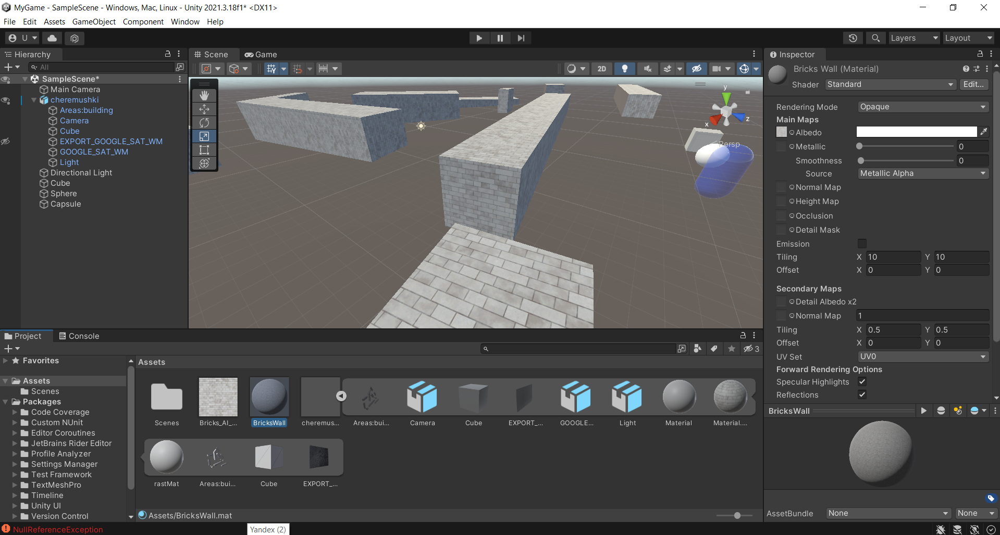 MyGame - SampleScene - Windows, Mac, Linux - Unity 2021.3.18f1* <DX11>
File Edit Assets GameObject Component Window Help
U Layers Layout
Hierarchy
All
SampleScene*
Main Camera
cheremushki
Areas:building
Camera
Cube
EXPORT_GOOGLE_SAT_WM
GOOGLE_SAT_WM
Light
Directional Light
Cube
Sphere
Capsule
Scene Game
2D
y
x
z
Persp
Inspector
Bricks Wall (Material)
Shader Standard Edit...
Rendering Mode Opaque
Main Maps
Albedo
Metallic 0
Smoothness 0
Source Metallic Alpha
Normal Map
Height Map
Occlusion
Detail Mask
Emission
Tiling X 10 Y 10
Offset X 0 Y 0
Secondary Maps
Detail Albedo x2
Normal Map 1
Tiling X 0.5 Y 0.5
Offset X 0 Y 0
UV Set UV0
Forward Rendering Options
Specular Highlights
Reflections
BricksWall
AssetBundle None None
Project Console
3
Favorites
Assets
Scenes
Packages
Code Coverage
Custom NUnit
Editor Coroutines
JetBrains Rider Editor
Profile Analyzer
Settings Manager
Test Framework
TextMeshPro
Timeline
Unity UI
Version Control
Assets
Scenes Bricks_AI_... BricksWall cheremus... Areas:bui... Camera Cube EXPORT_... GOOGLE... Light Material Material....
rastMat Areas:bui... Cube EXPORT_...
Assets/BricksWall.mat
NullReferenceException
Yandex (2)